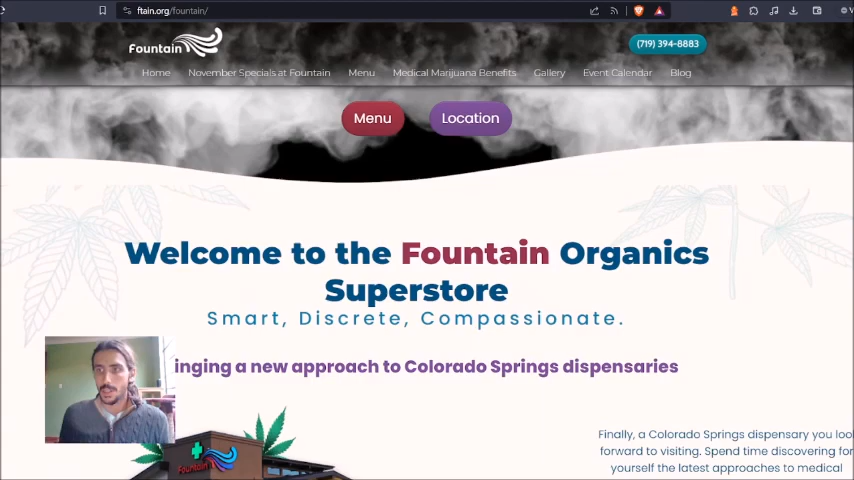 ftain.org/fountain/
Fountain
(719) 394-8883
Home November Specials at Fountain Menu Medical Marijuana Benefits Gallery Event Calendar Blog
Menu Location
Welcome to the Fountain Organics
Superstore
Smart, Discrete, Compassionate.
inging a new approach to Colorado Springs dispensaries
Fountain
Finally, a Colorado Springs dispensary you loo
forward to visiting. Spend time discovering for
yourself the latest approaches to medical